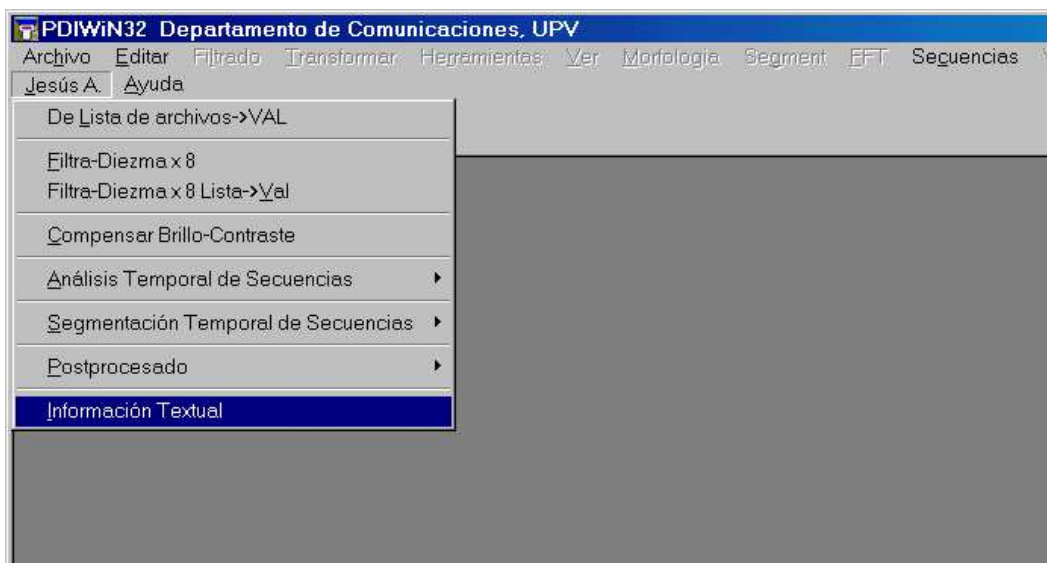 PDIWiN32 Departamento de Comunicaciones, UPV
Archivo Editar Filtrado Transformar Herramientas Ver Morfologia Segment FFT Secuencias
Jesús A. Ayuda
De Lista de archivos->VAL
Filtra-Diezma x 8
Filtra-Diezma x 8 Lista->Val
Compensar Brillo-Contraste
Análisis Temporal de Secuencias
Segmentación Temporal de Secuencias
Postprocesado
Información Textual